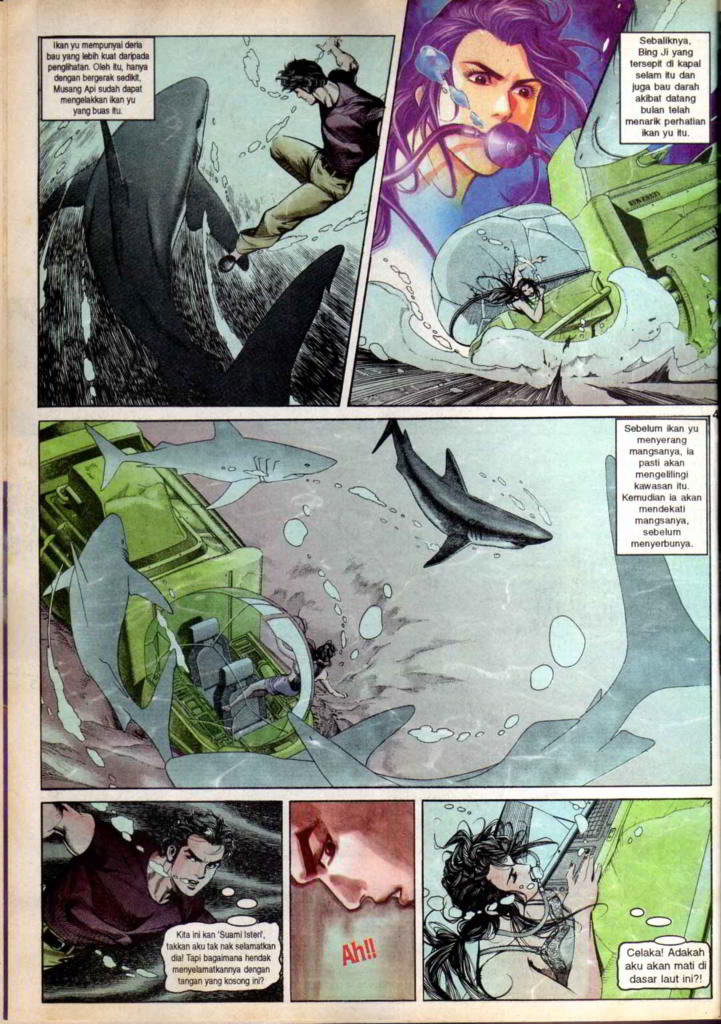 Ikan yu mempunyai deria
bau yang lebih kuat daripada
penglihatan. Oleh itu, hanya
dengan bergerak sedikit,
Musang Api sudah dapat
mengelakkan ikan yu
yang buas itu.
Sebaliknya,
Bing Ji yang
tersepit di kapal
selam itu dan
juga bau darah
akibat datang
bulan telah
menarik perhatian
ikan yu itu.
Sebelum ikan yu
menyerang
mangsanya, ia
pasti akan
mengelilingi
kawasan itu.
Kemudian ia akan
mendekati
mangsanya,
sebelum
menyerbunya.
Kita ini kan 'Suami Isteri',
takkan aku tak nak selamatkan
dia! Tapi bagaimana hendak
menyelamatkannya dengan
tangan yang kosong ini?
Ah!!
Celaka! Adakah
aku akan mati di
dasar laut ini?!